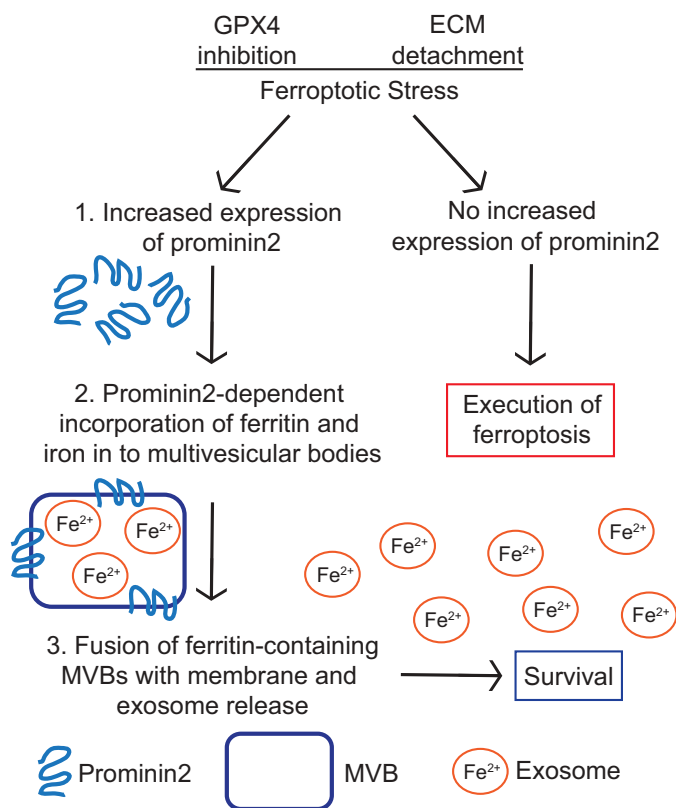 GPX4
inhibition
ECM
detachment
Ferroptotic Stress
1. Increased expression
of prominin2
No increased
expression of prominin2
2. Prominin2-dependent
incorporation of ferritin and
iron in to multivesicular bodies
Execution of
ferroptosis
Fe²⁺
Fe²⁺
Fe²⁺
Fe²⁺
Fe²⁺
Fe²⁺
Fe²⁺
Fe²⁺
Fe²⁺
Fe²⁺
3. Fusion of ferritin-containing
MVBs with membrane and
exosome release
Survival
Prominin2
MVB
Fe²⁺ Exosome